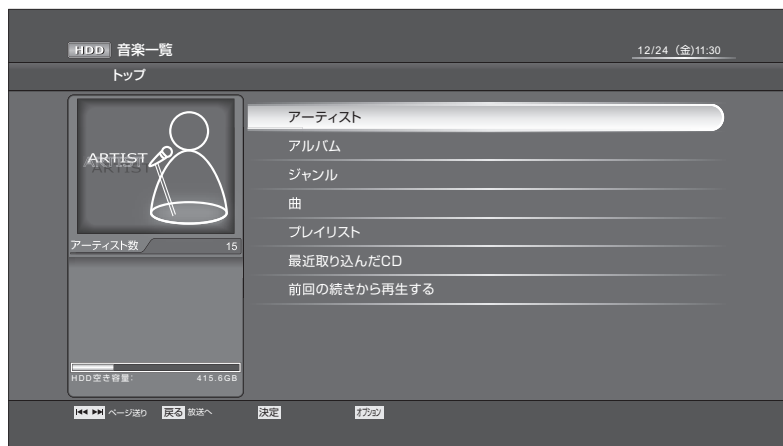 HDD 音楽一覧 12/24 (金)11:30
トップ
ARTIST
ARTIST
アーティスト数 15
HDD空き容量: 415.6GB
アーティスト
アルバム
ジャンル
曲
プレイリスト
最近取り込んだCD
前回の続きから再生する
ページ送り 戻る 放送へ 決定 オプション